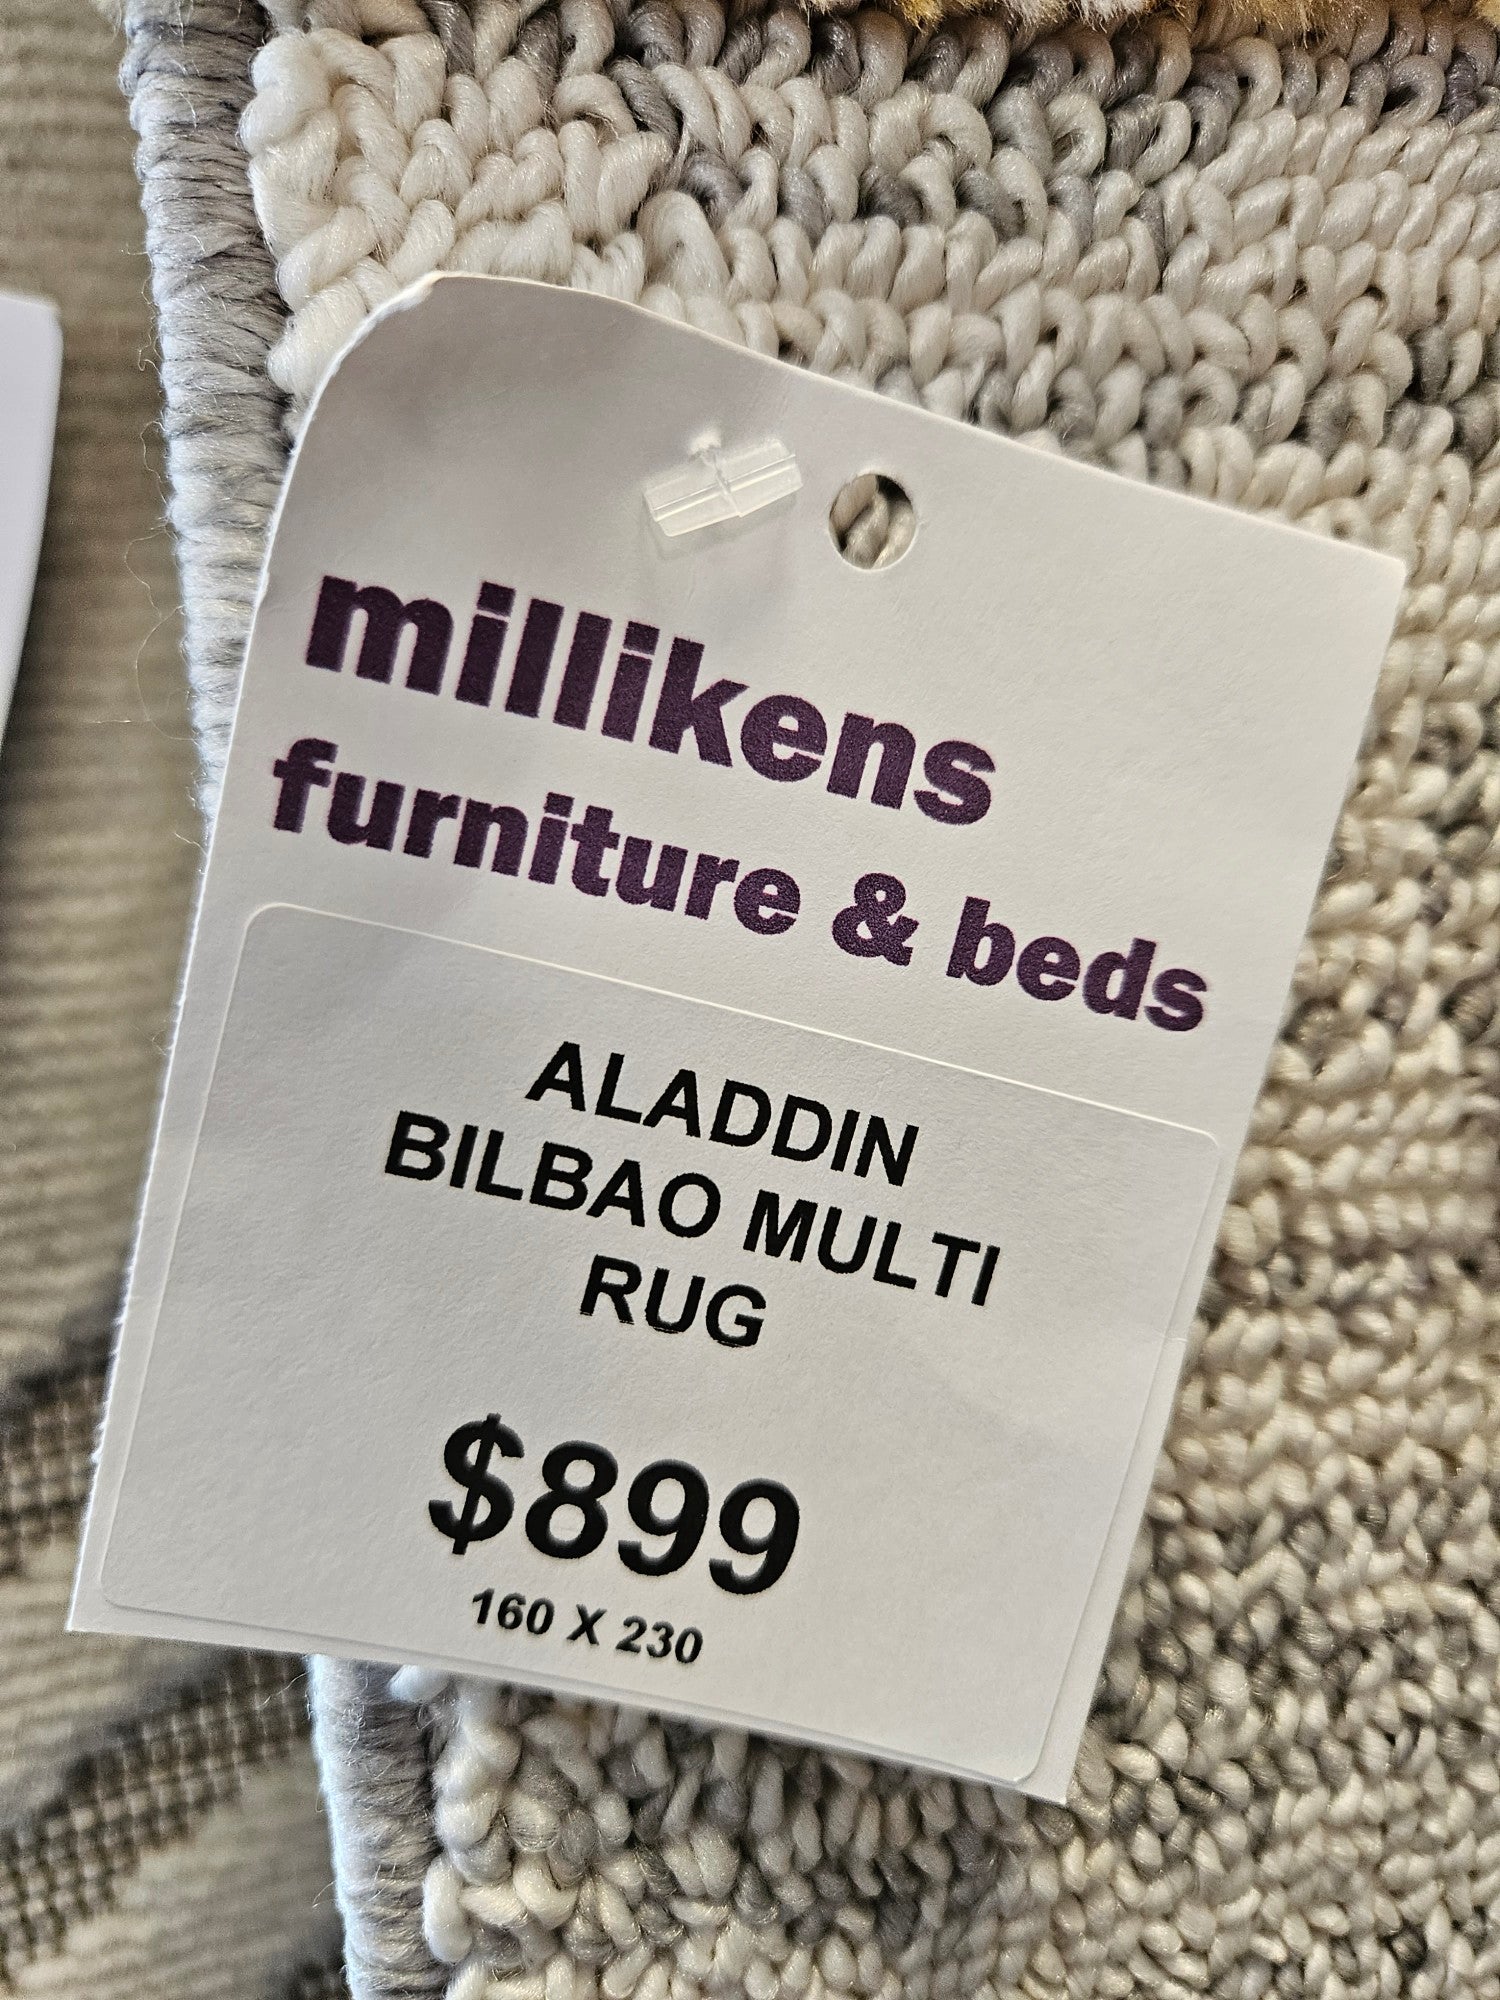 millikens
furniture & beds
ALADDIN
BILBAO MULTI
RUG
$899
160 X 230